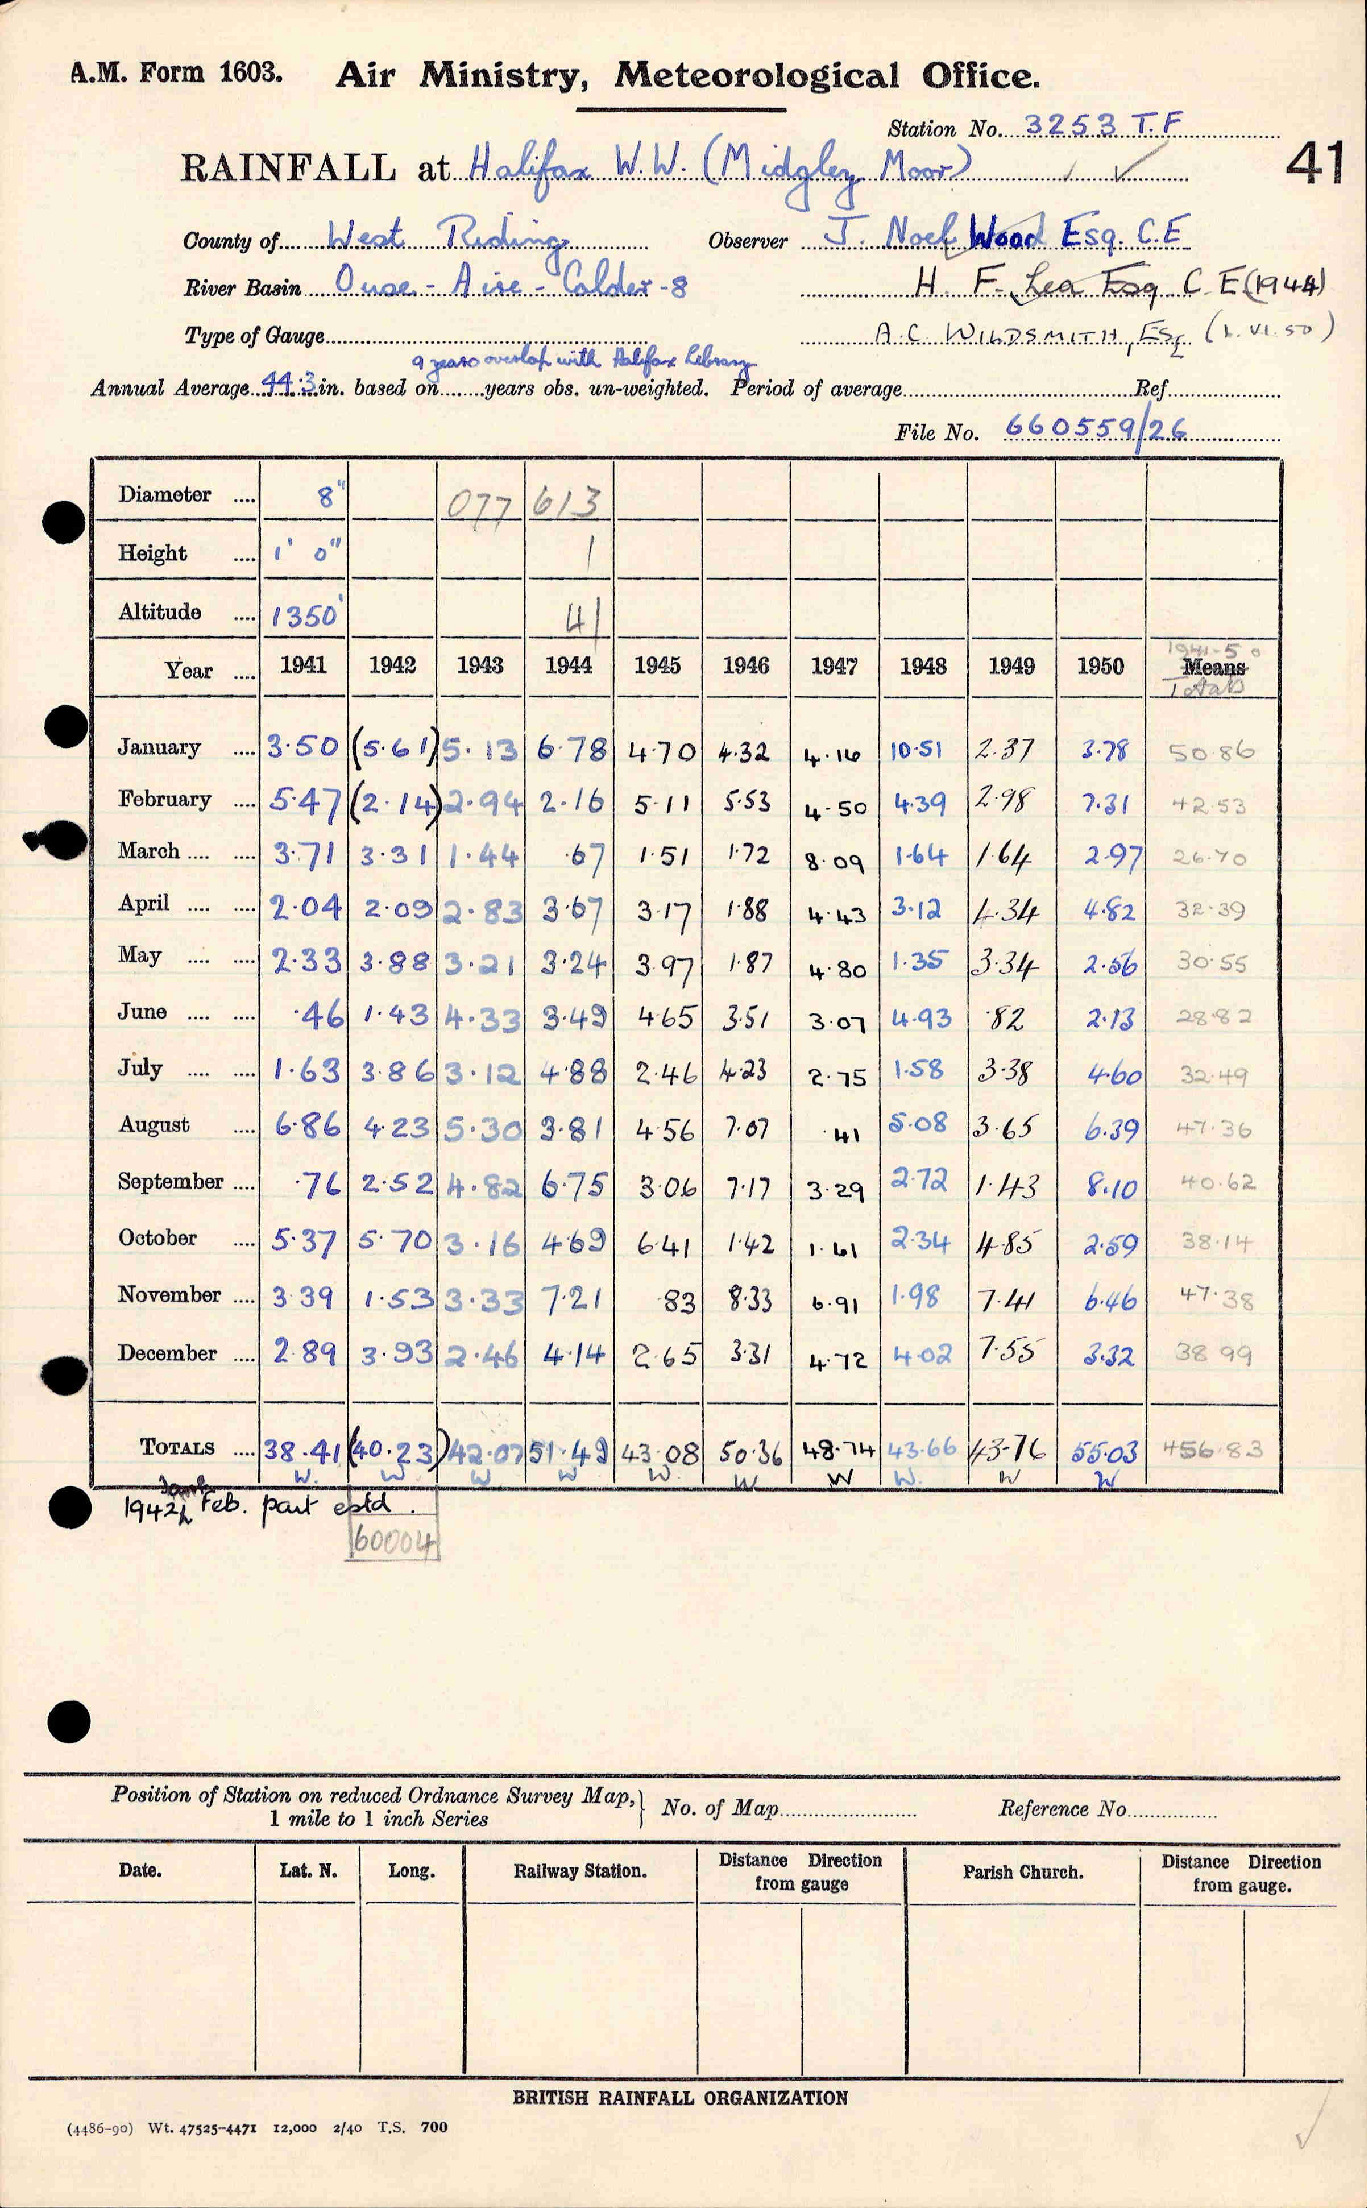 A.M. Form 1603. Air Ministry, Meteorological Office.
Station No. 3253 T.F
RAINFALL at Halifax W.W. (Midgley Moor)
41
County of West Riding Observer J. Noel Wood Esq. C.E
River Basin Ouse - Aire - Calder - 8 H. F. Lea Esq C. E (1944)
Type of Gauge A.C. WILDSMITH, Esq (1. VI. 50)
9 years overlap with Halifax Library
Annual Average 44.3 in. based on years obs. un-weighted. Period of average Ref.
File No. 660559/26
Diameter .... 8" 077 613
Height .... 1' 0" 1
Altitude .... 1350' 41
1941-50
Year .... 1941 1942 1943 1944 1945 1946 1947 1948 1949 1950 Means
Totals
January .... 3.50 (5.61) 5.13 6.78 4.70 4.32 4.16 10.51 2.37 3.78 50.86
February .... 5.47 (2.14) 2.94 2.16 5.11 5.53 4.50 4.39 2.98 7.31 42.53
March .... .... 3.71 3.31 1.44 .67 1.51 1.72 8.09 1.64 1.64 2.97 26.70
April .... .... 2.04 2.09 2.83 3.67 3.17 1.88 4.43 3.12 4.34 4.82 32.39
May .... .... 2.33 3.88 3.21 3.24 3.97 1.87 4.80 1.35 3.34 2.56 30.55
June .... .... .46 1.43 4.33 3.49 4.65 3.51 3.07 4.93 .82 2.13 28.82
July .... .... 1.63 3.86 3.12 4.88 2.46 4.23 2.75 1.58 3.38 4.60 32.49
August .... 6.86 4.23 5.30 3.81 4.56 7.07 .41 5.08 3.65 6.39 47.36
September .... .76 2.52 4.82 6.75 3.06 7.17 3.29 2.72 1.43 8.10 40.62
October .... 5.37 5.70 3.16 4.69 6.41 1.42 1.61 2.34 4.85 2.59 38.14
November .... 3.39 1.53 3.33 7.21 .83 8.33 6.91 1.98 7.41 6.46 47.38
December .... 2.89 3.93 2.46 4.14 2.65 3.31 4.72 4.02 7.55 3.32 38.99
TOTALS .... 38.41 (40.23) 42.07 51.49 43.08 50.36 48.74 43.66 43.76 55.03 456.83
W. W W W W. W W W. W W
1942 Jan & Feb. part estd.
60004
Position of Station on reduced Ordnance Survey Map, } No. of Map Reference No.
1 mile to 1 inch Series
Date. Lat. N. Long. Railway Station. Distance from gauge Direction Parish Church. Distance Direction from gauge.
BRITISH RAINFALL ORGANIZATION
(4486-90) Wt. 47525-4471 12,000 2/40 T.S. 700